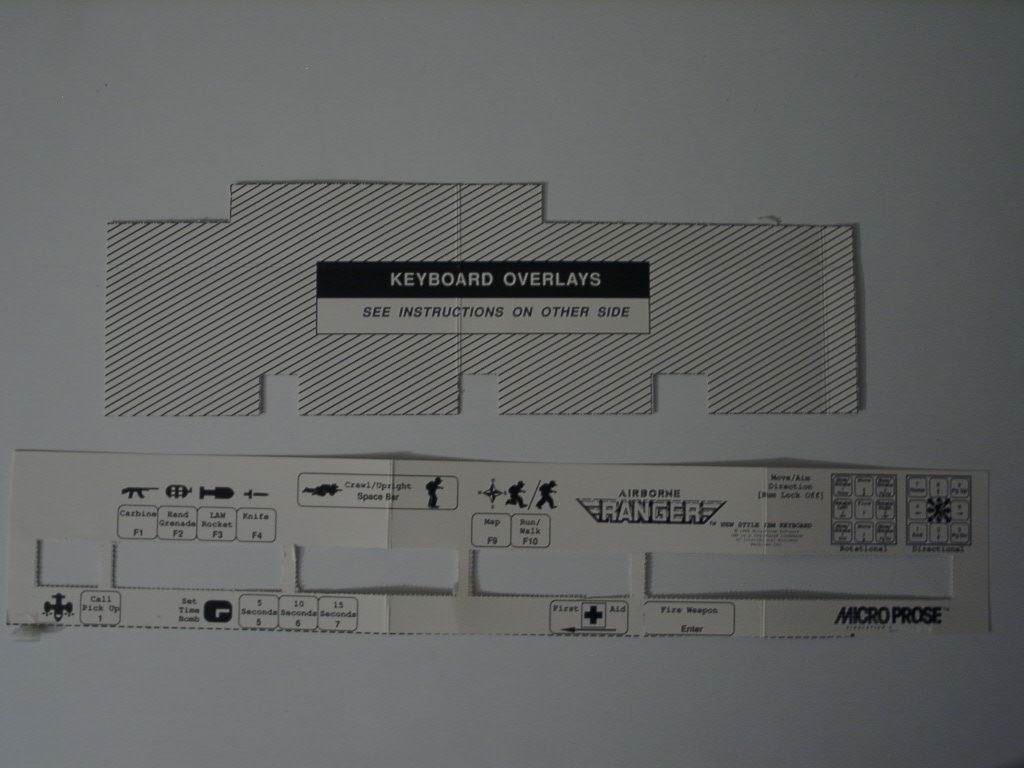 KEYBOARD OVERLAYS
SEE INSTRUCTIONS ON OTHER SIDE
Crawl/Upright
Space Bar
Carbine
F1
Hand
Grenade
F2
LAW
Rocket
F3
Knife
F4
Map
F9
Run/
Walk
F10
AIRBORNE
RANGER™
NEW STYLE IBM KEYBOARD
Move/Aim
Direction
[Num Lock Off]
Rotational
Directional
Call
Pick Up
1
Set
Time
Bomb
5
Seconds
5
10
Seconds
6
15
Seconds
7
First Aid
Fire Weapon
Enter
MICROPROSE™